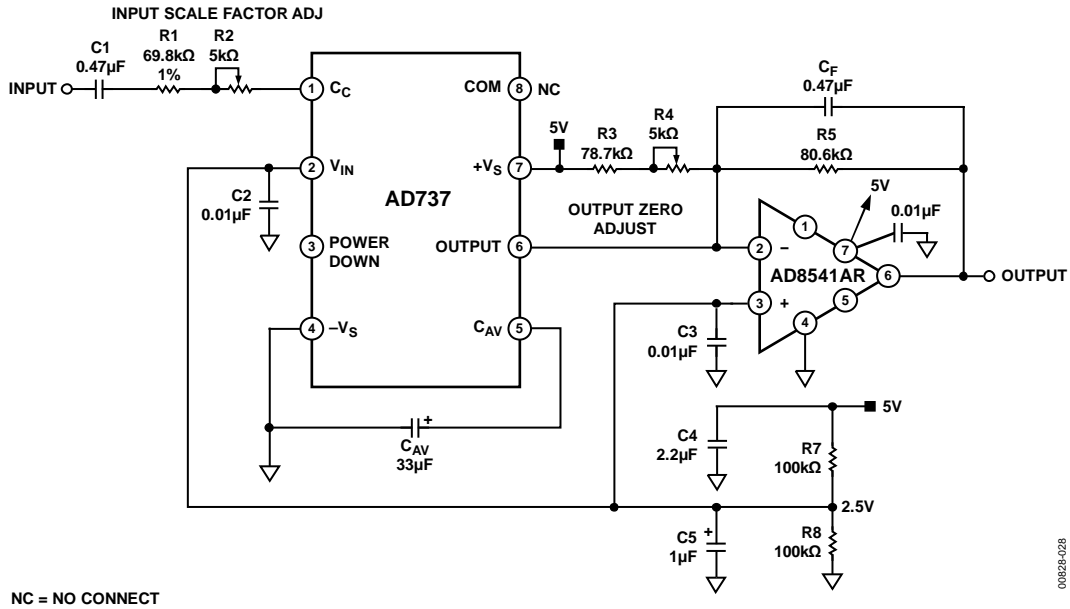 INPUT SCALE FACTOR ADJ
C1
0.47µF
R1
69.8kΩ
1%
R2
5kΩ
INPUT
1
CC
COM
8
NC
CF
0.47µF
5V
R3
78.7kΩ
R4
5kΩ
R5
80.6kΩ
2
VIN
+VS
7
C2
0.01µF
AD737
OUTPUT ZERO
ADJUST
5V
0.01µF
3
POWER
DOWN
OUTPUT
6
2
−
1
7
AD8541AR
6
OUTPUT
3
+
5
4
4
−VS
CAV
5
C3
0.01µF
+
CAV
33µF
5V
C4
2.2µF
R7
100kΩ
2.5V
C5
1µF
+
R8
100kΩ
NC = NO CONNECT
00828-028